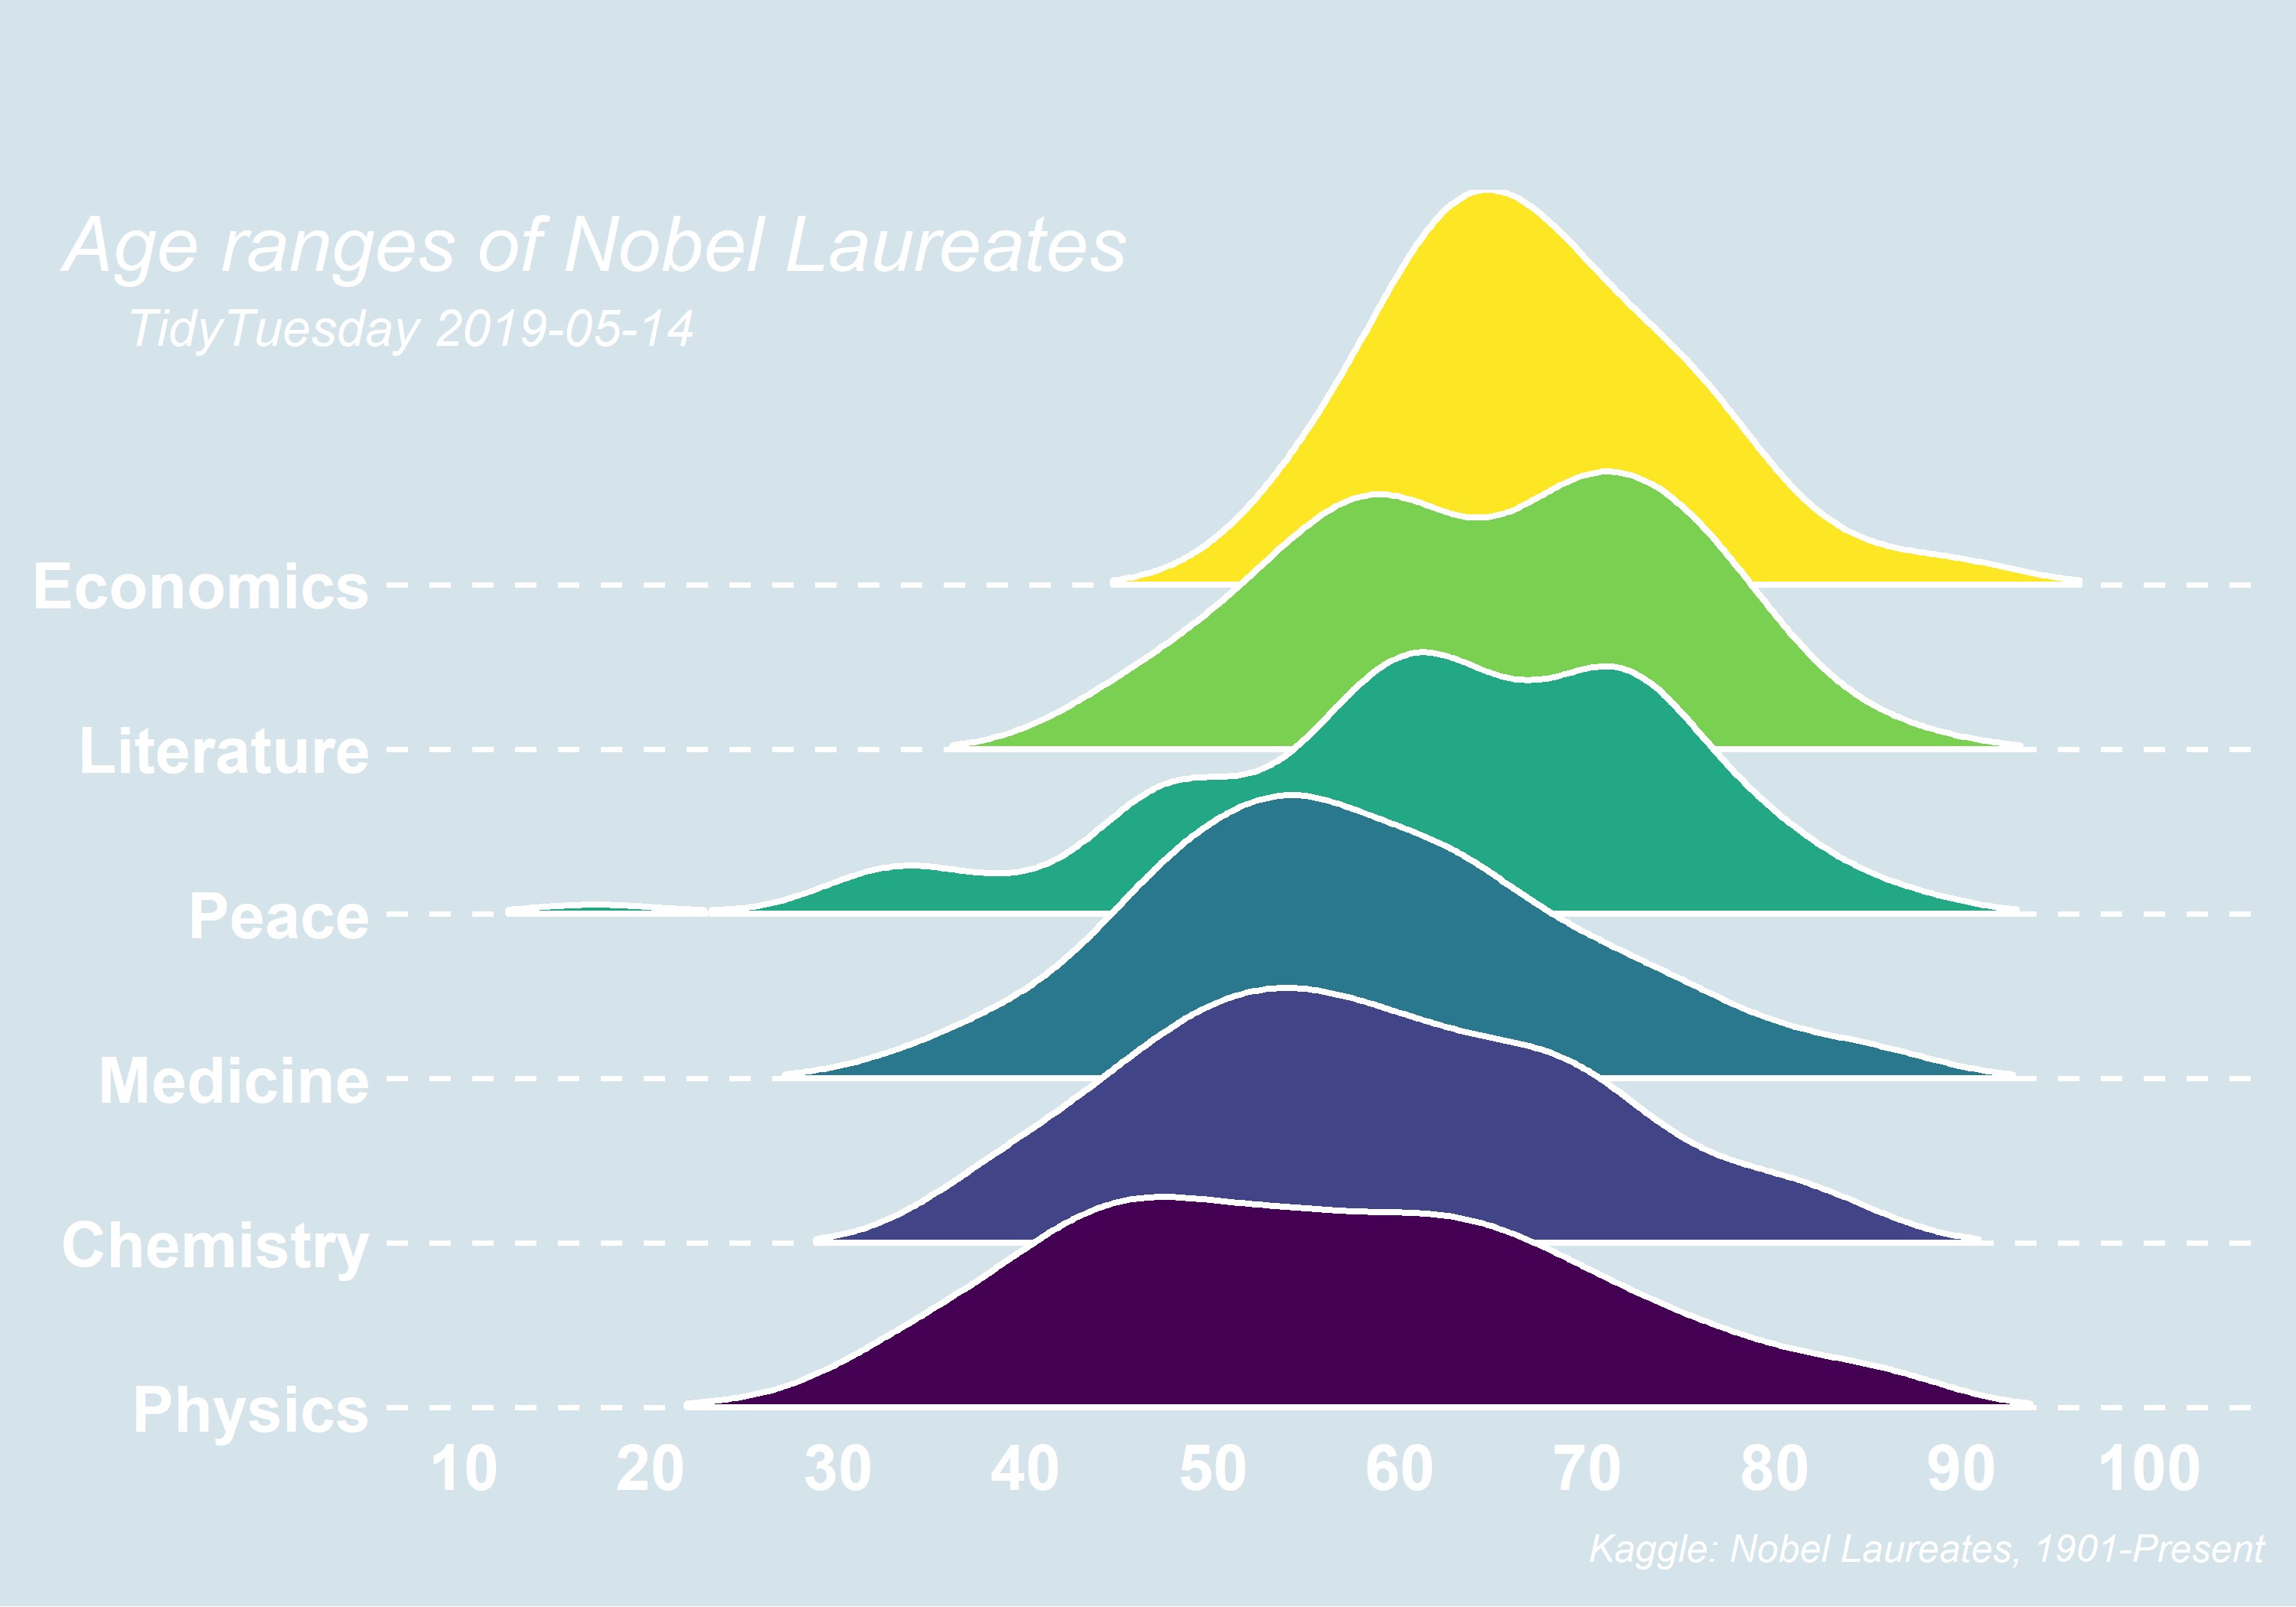 Age ranges of Nobel Laureates
TidyTuesday 2019-05-14
Economics
Literature
Peace
Medicine
Chemistry
Physics
10 20 30 40 50 60 70 80 90 100
Kaggle: Nobel Laureates, 1901-Present